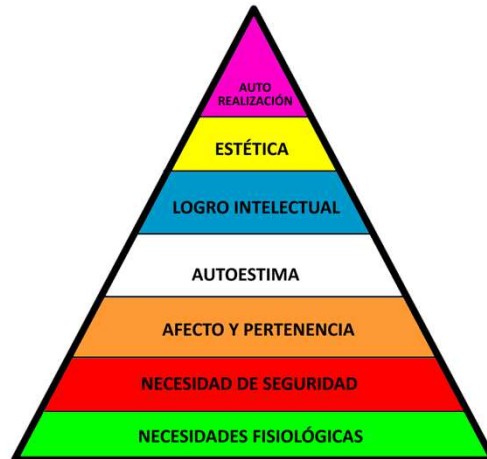 AUTO
REALIZACIÓN
ESTÉTICA
LOGRO INTELECTUAL
AUTOESTIMA
AFECTO Y PERTENENCIA
NECESIDAD DE SEGURIDAD
NECESIDADES FISIOLÓGICAS